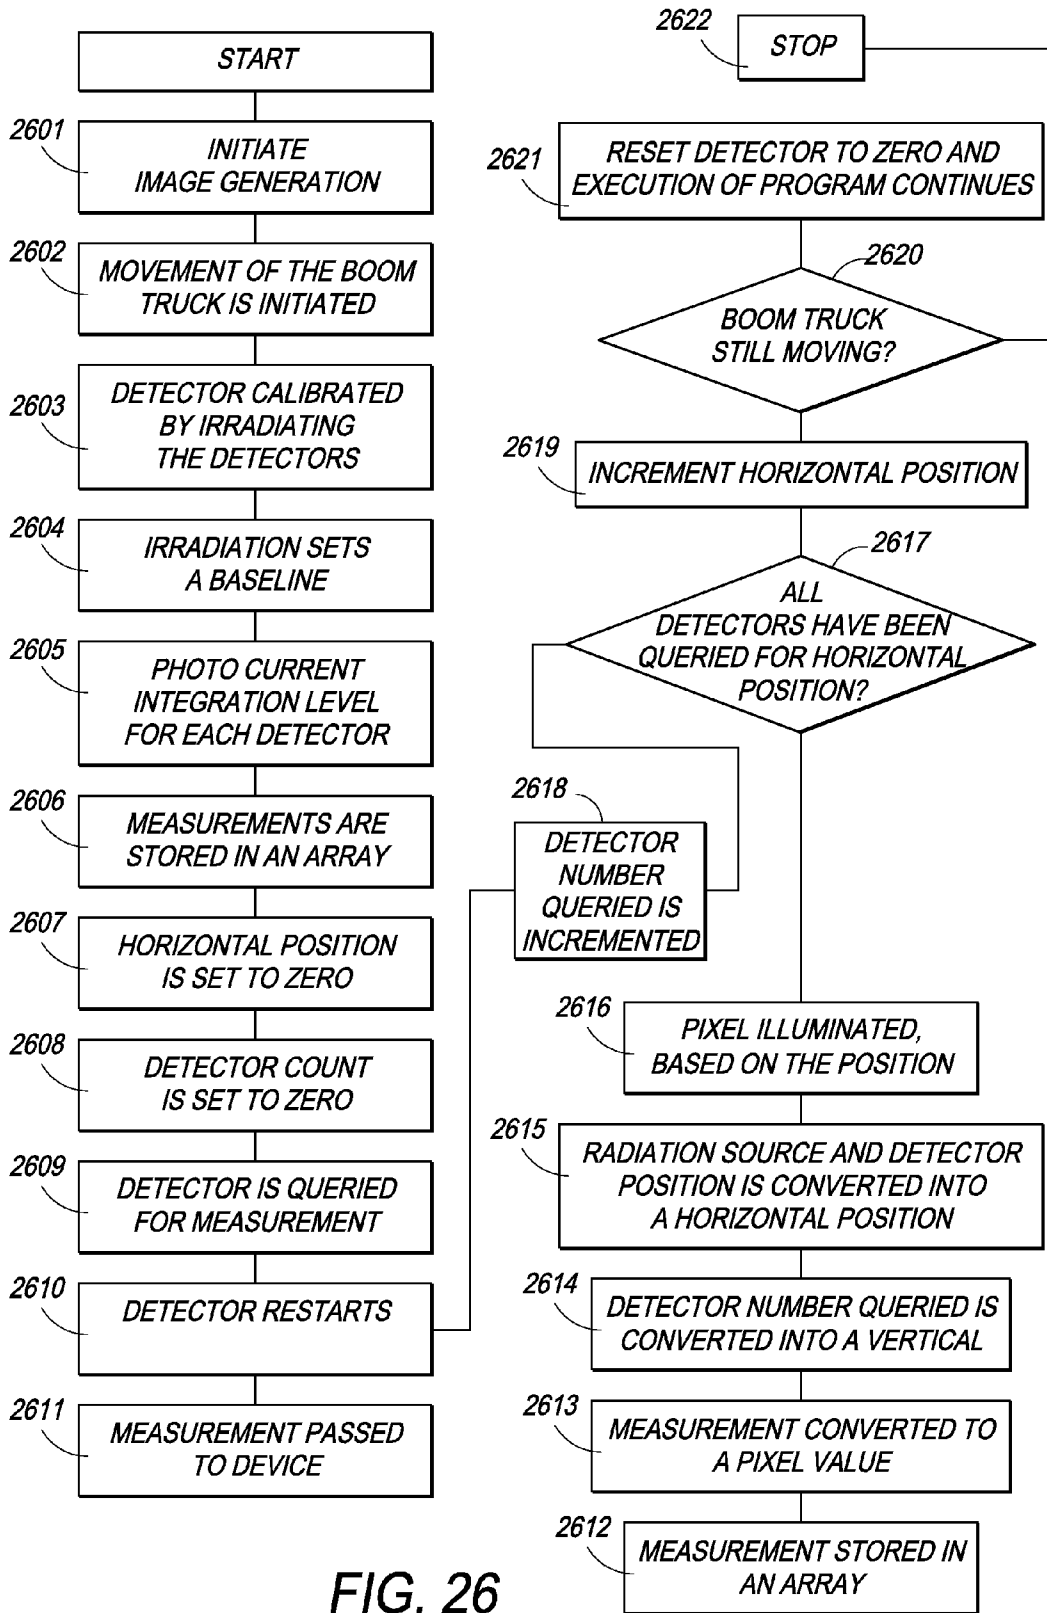 START
2601
INITIATE
IMAGE GENERATION
2602
MOVEMENT OF THE BOOM
TRUCK IS INITIATED
2603
DETECTOR CALIBRATED
BY IRRADIATING
THE DETECTORS
2604
IRRADIATION SETS
A BASELINE
2605
PHOTO CURRENT
INTEGRATION LEVEL
FOR EACH DETECTOR
2606
MEASUREMENTS ARE
STORED IN AN ARRAY
2607
HORIZONTAL POSITION
IS SET TO ZERO
2608
DETECTOR COUNT
IS SET TO ZERO
2609
DETECTOR IS QUERIED
FOR MEASUREMENT
2610
DETECTOR RESTARTS
2611
MEASUREMENT PASSED
TO DEVICE
2622
STOP
2621
RESET DETECTOR TO ZERO AND
EXECUTION OF PROGRAM CONTINUES
2620
BOOM TRUCK
STILL MOVING?
2619
INCREMENT HORIZONTAL POSITION
2617
ALL
DETECTORS HAVE BEEN
QUERIED FOR HORIZONTAL
POSITION?
2618
DETECTOR
NUMBER
QUERIED IS
INCREMENTED
2616
PIXEL ILLUMINATED,
BASED ON THE POSITION
2615
RADIATION SOURCE AND DETECTOR
POSITION IS CONVERTED INTO
A HORIZONTAL POSITION
2614
DETECTOR NUMBER QUERIED IS
CONVERTED INTO A VERTICAL
2613
MEASUREMENT CONVERTED TO
A PIXEL VALUE
2612
MEASUREMENT STORED IN
AN ARRAY
FIG. 26